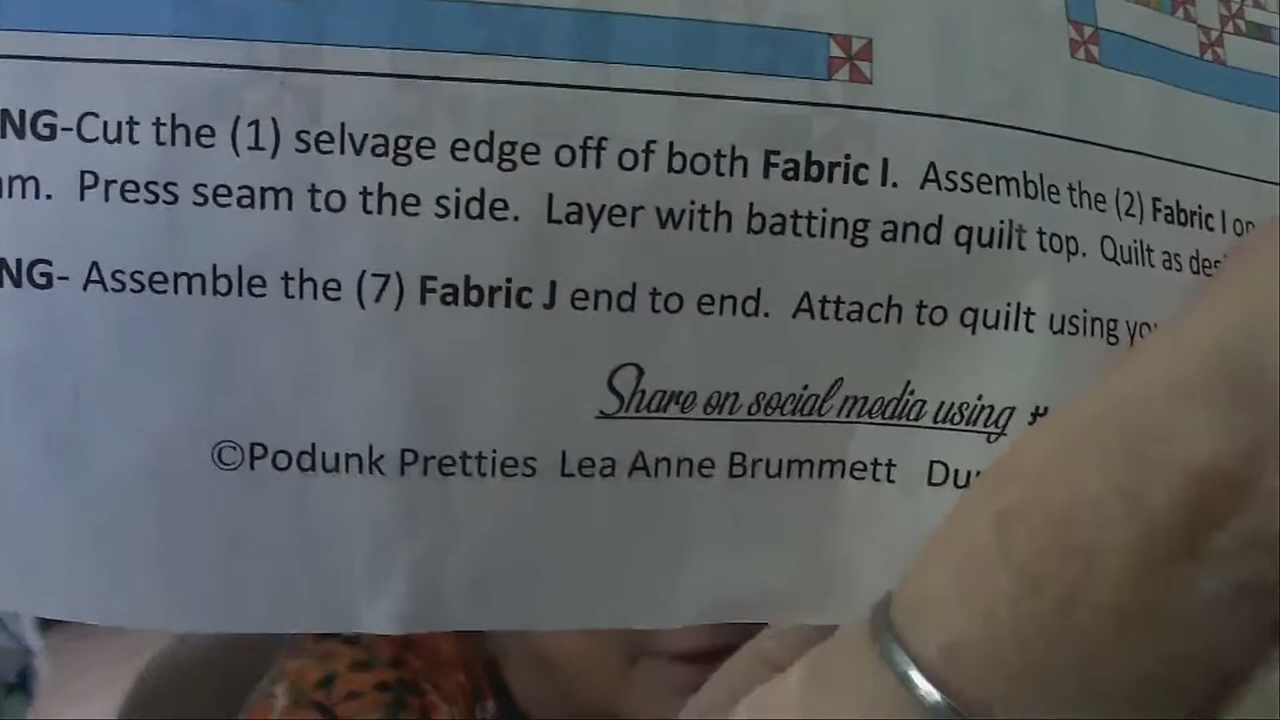 NG-Cut the (1) selvage edge off of both Fabric I. Assemble the (2) Fabric I
Press seam to the side. Layer with batting and quilt top. Quilt as
NG- Assemble the (7) Fabric J end to end. Attach to quilt using
Share on social media using
©Podunk Pretties Lea Anne Brummett